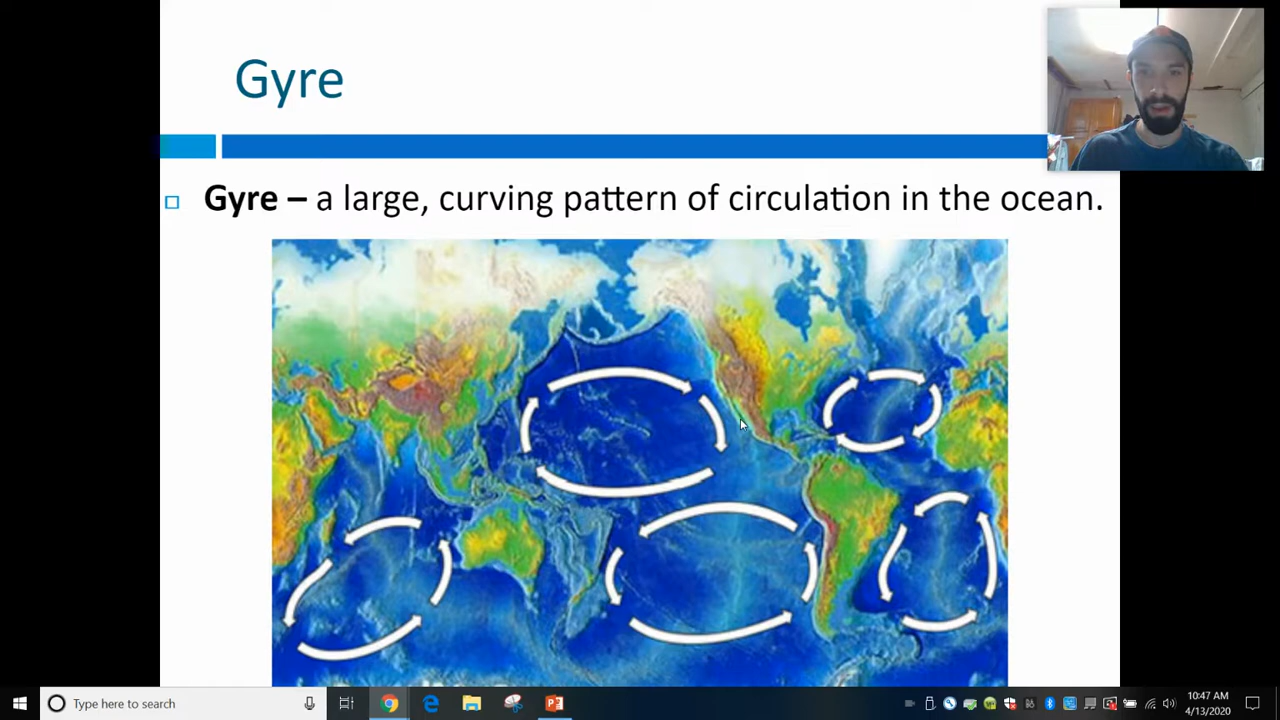 Gyre
Gyre – a large, curving pattern of circulation in the ocean.
Type here to search
10:47 AM
4/13/2020